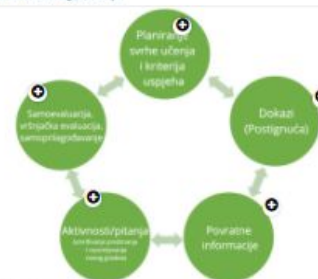 Planiranje
svrhe učenja
i kriterija
uspjeha
Dokazi
(Postignuća)
Povratne
informacije
Aktivnosti/pitanja
Samoevaluacija,
vršnjačka evaluacija,
samoprilagođavanje